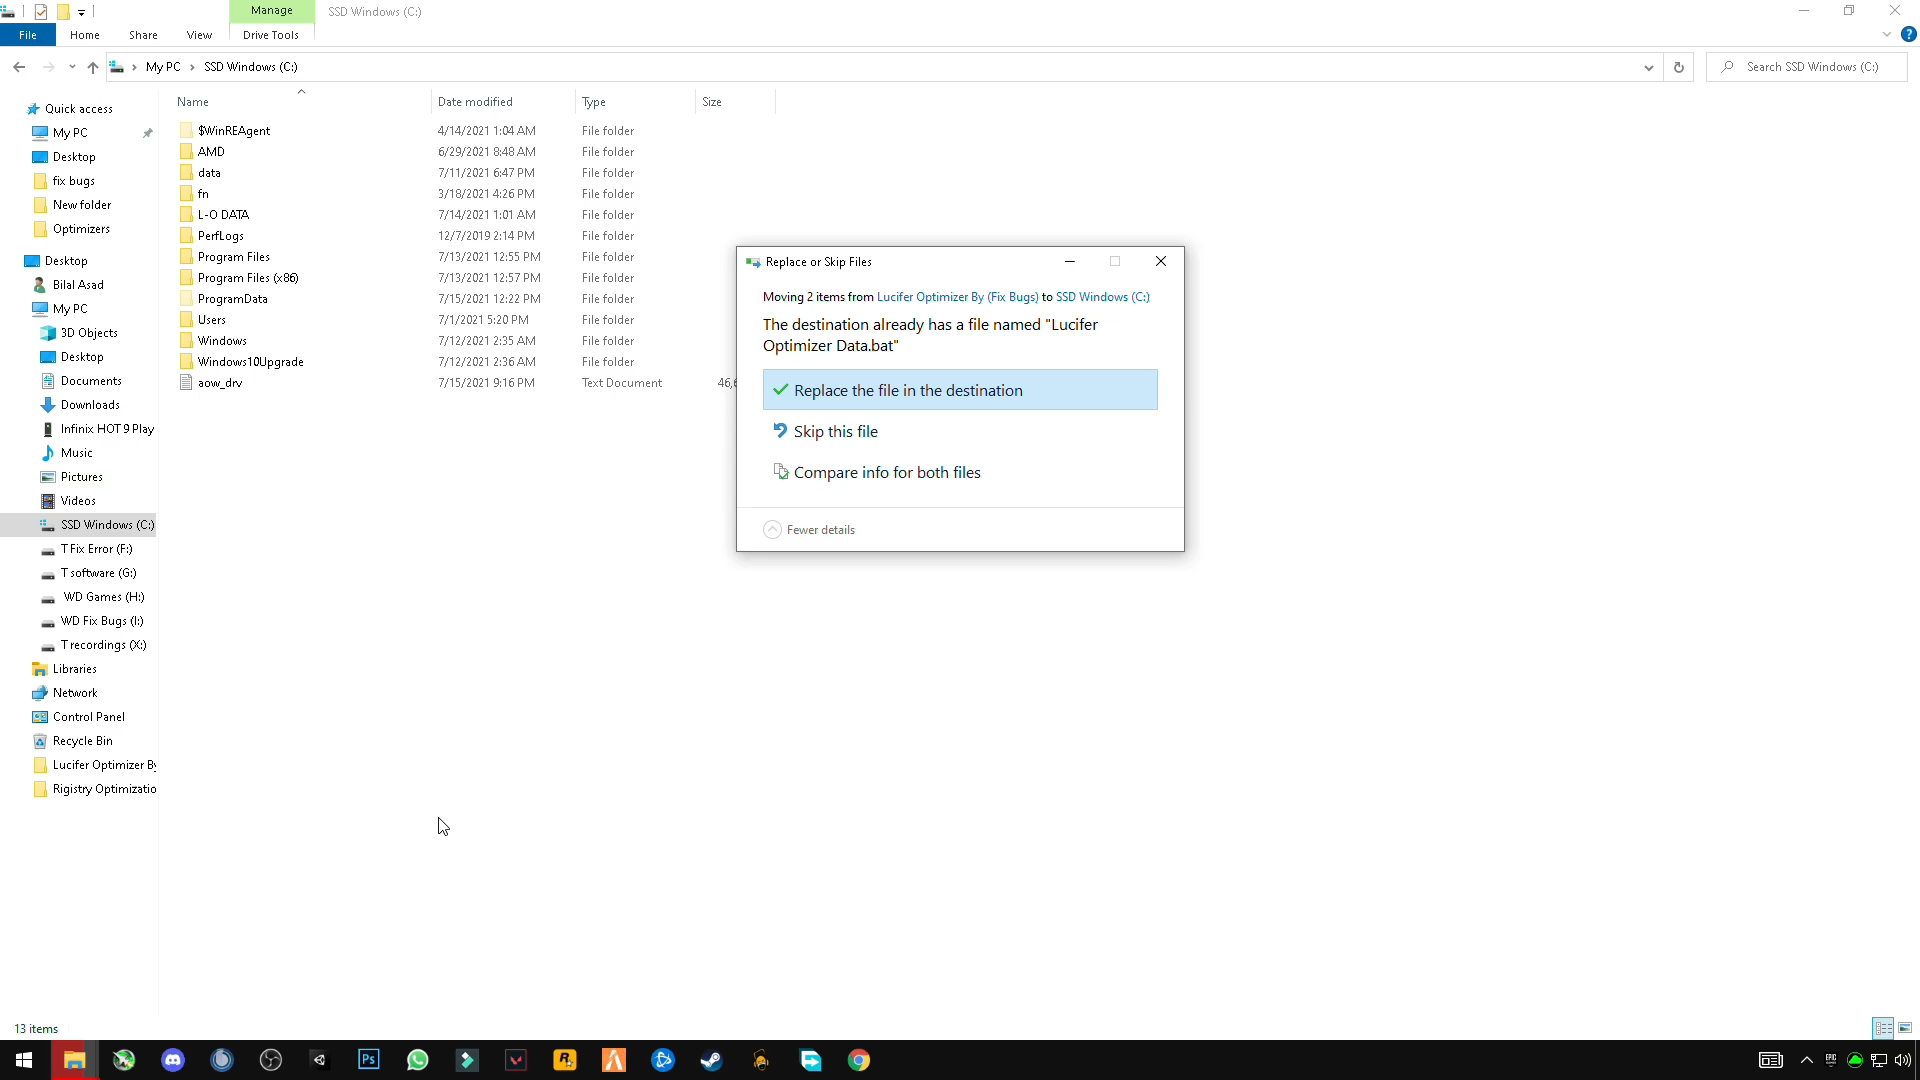 Manage
SSD Windows (C:)
File
Home
Share
View
Drive Tools
My PC
SSD Windows (C:)
Search SSD Windows (C:)
Name
Date modified
Type
Size
$WinREAgent 4/14/2021 1:04 AM File folder
AMD 6/29/2021 8:48 AM File folder
data 7/11/2021 6:47 PM File folder
fn 3/18/2021 4:26 PM File folder
L-O DATA 7/14/2021 1:01 AM File folder
PerfLogs 12/7/2019 2:14 PM File folder
Program Files 7/13/2021 12:55 PM File folder
Program Files (x86) 7/13/2021 12:57 PM File folder
ProgramData 7/15/2021 12:22 PM File folder
Users 7/1/2021 5:20 PM File folder
Windows 7/12/2021 2:35 AM File folder
Windows10Upgrade 7/12/2021 2:36 AM File folder
aow_drv 7/15/2021 9:16 PM Text Document 46,6
Quick access
My PC
Desktop
fix bugs
New folder
Optimizers
Desktop
Bilal Asad
My PC
3D Objects
Desktop
Documents
Downloads
Infinix HOT 9 Play
Music
Pictures
Videos
SSD Windows (C:)
T Fix Error (F:)
T software (G:)
WD Games (H:)
WD Fix Bugs (I:)
T recordings (X:)
Libraries
Network
Control Panel
Recycle Bin
Lucifer Optimizer By
Rigistry Optimizatio
Replace or Skip Files
Moving 2 items from Lucifer Optimizer By (Fix Bugs) to SSD Windows (C:)
The destination already has a file named "Lucifer
Optimizer Data.bat"
Replace the file in the destination
Skip this file
Compare info for both files
Fewer details
13 items
Ps
EPIC